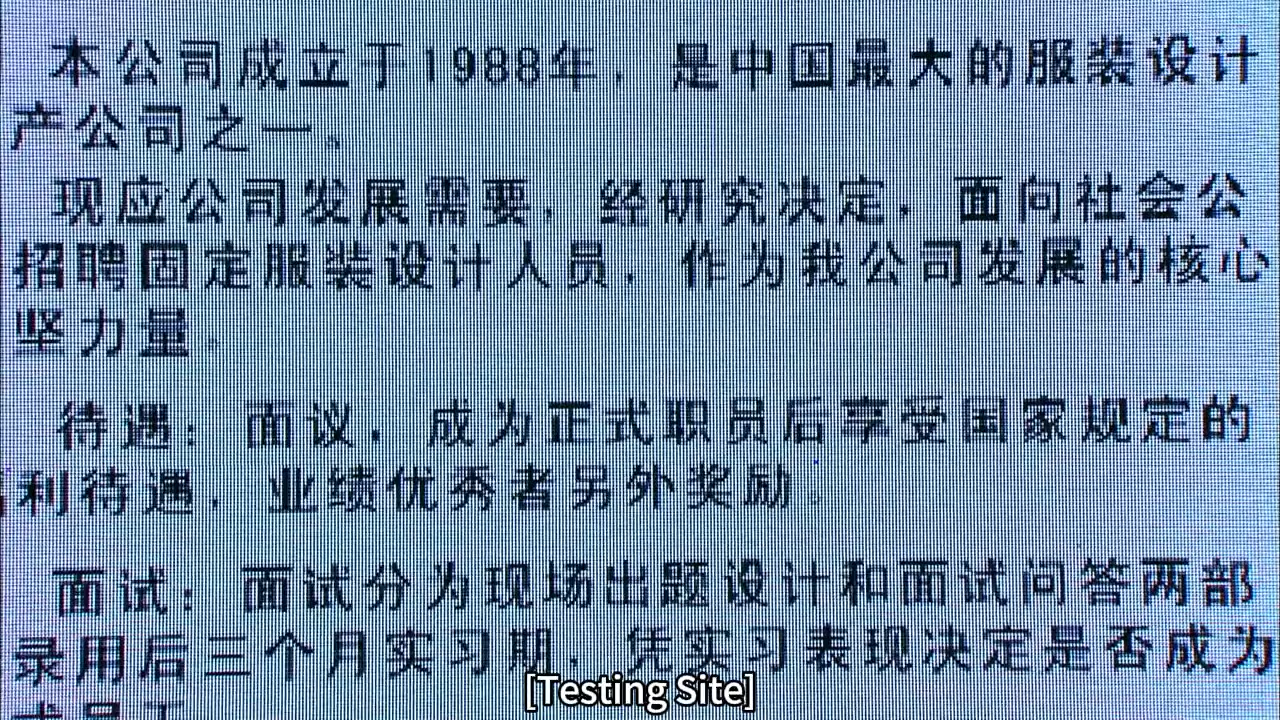 本公司成立于1988年，是中国最大的服装设计
产公司之一。
现应公司发展需要，经研究决定，面向社会公
招聘固定服装设计人员，作为我公司发展的核心
坚力量。
待遇：面议，成为正式职员后享受国家规定的
利待遇，业绩优秀者另外奖励。
面试：面试分为现场出题设计和面试问答两部
录用后三个月实习期，凭实习表现决定是否成为
[Testing Site]